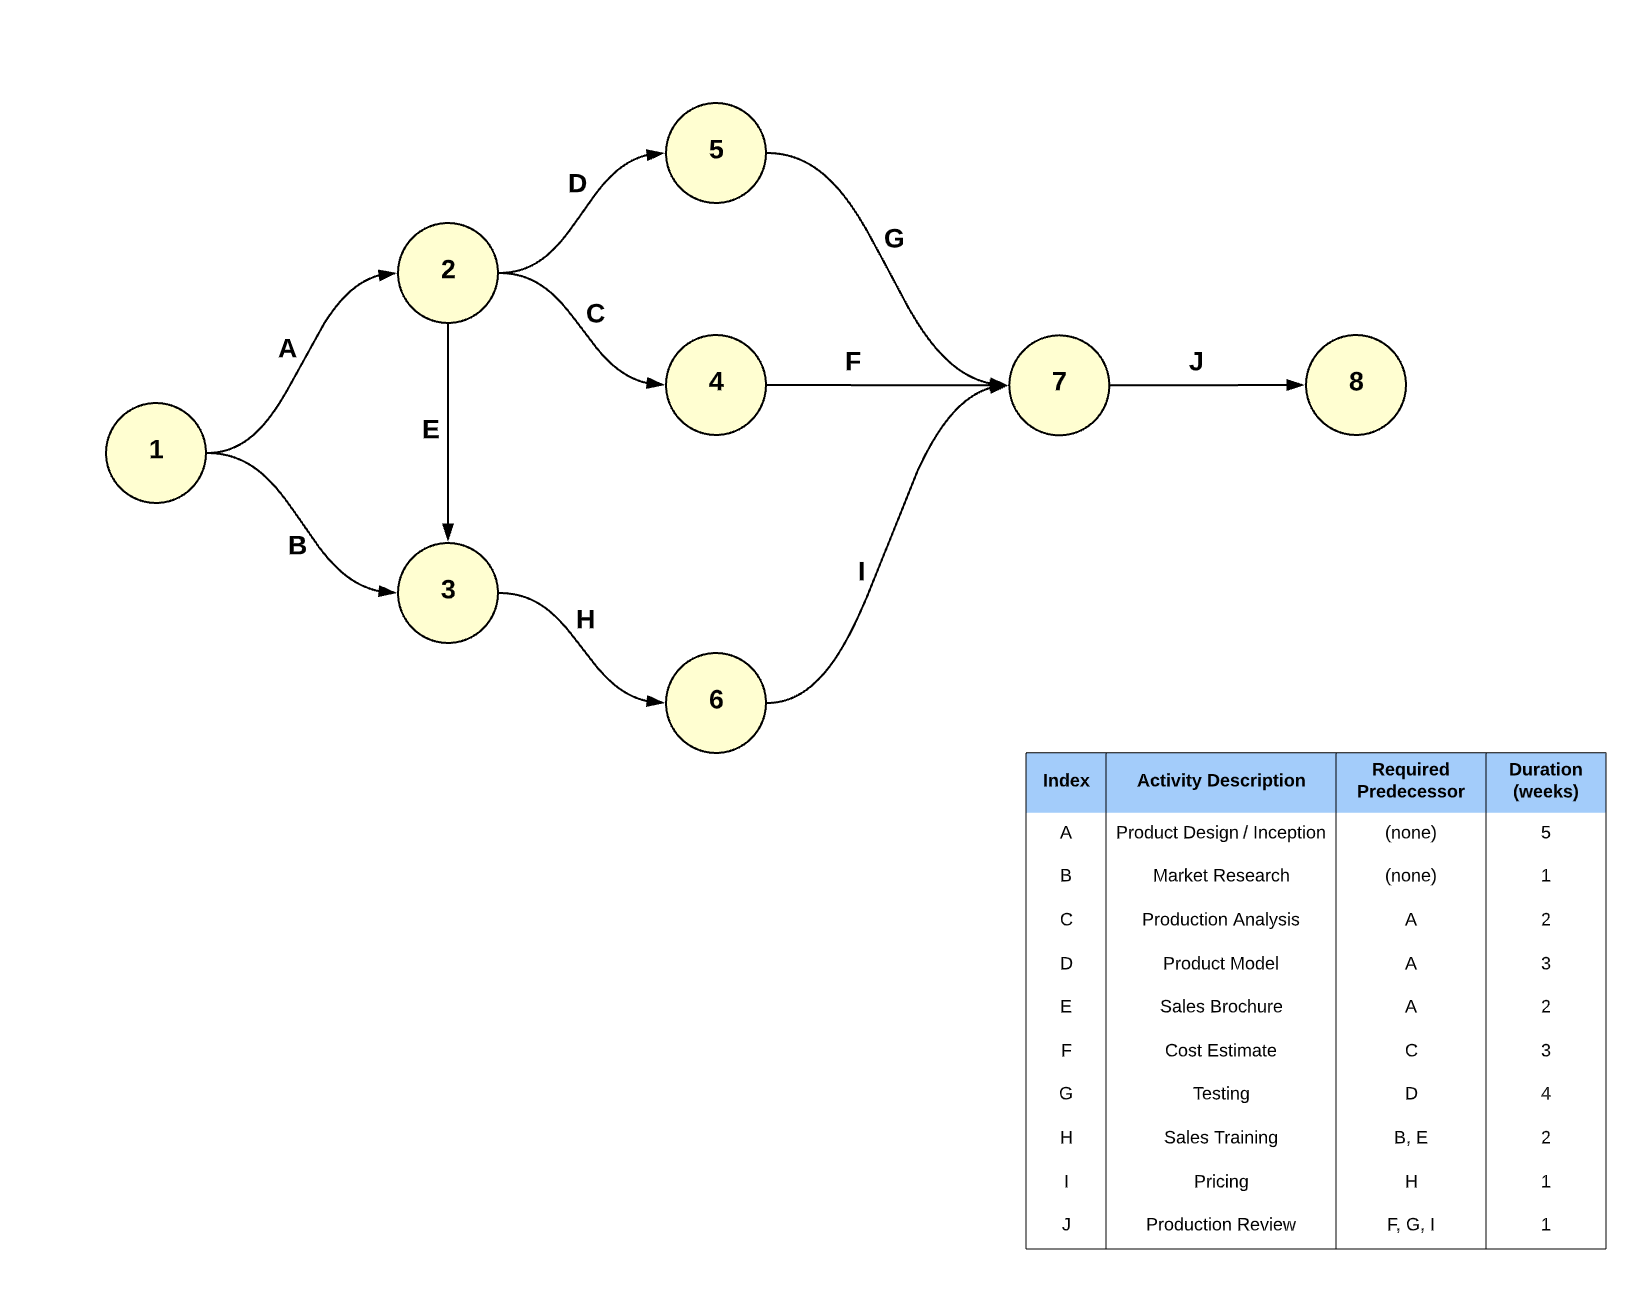 5
D
G
2
C
A
F
4
7
J
8
E
1
B
I
3
H
6
Index Activity Description Required Predecessor Duration (weeks)
A Product Design / Inception (none) 5
B Market Research (none) 1
C Production Analysis A 2
D Product Model A 3
E Sales Brochure A 2
F Cost Estimate C 3
G Testing D 4
H Sales Training B, E 2
I Pricing H 1
J Production Review F, G, I 1